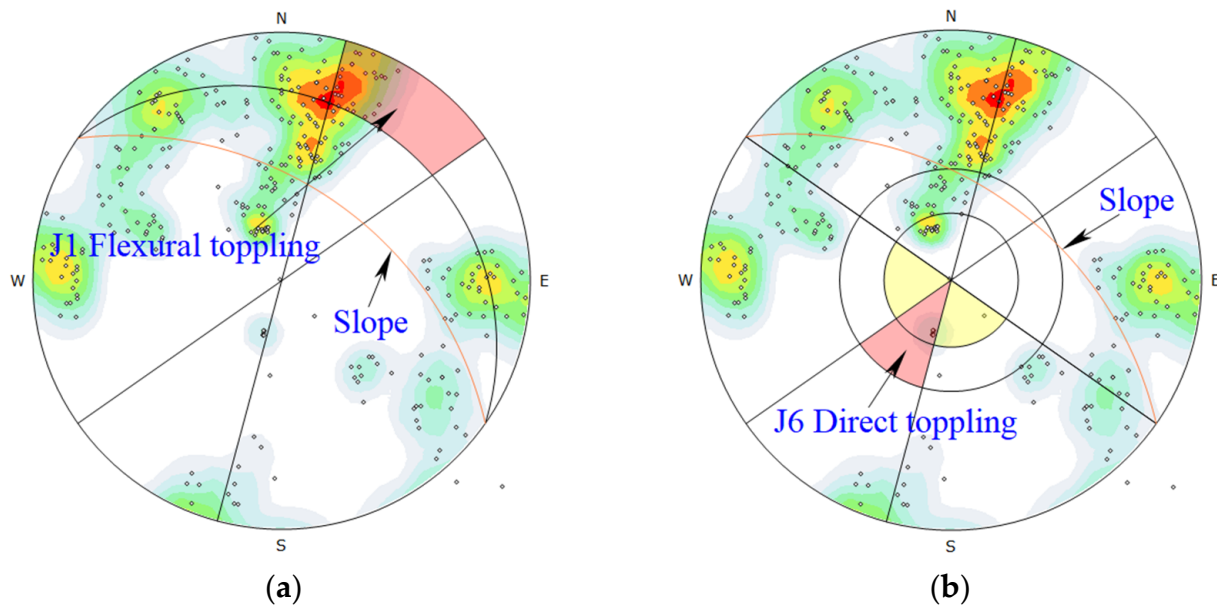 N
W
E
S
J1 Flexural toppling
Slope
(a)
N
W
E
S
Slope
J6 Direct toppling
(b)